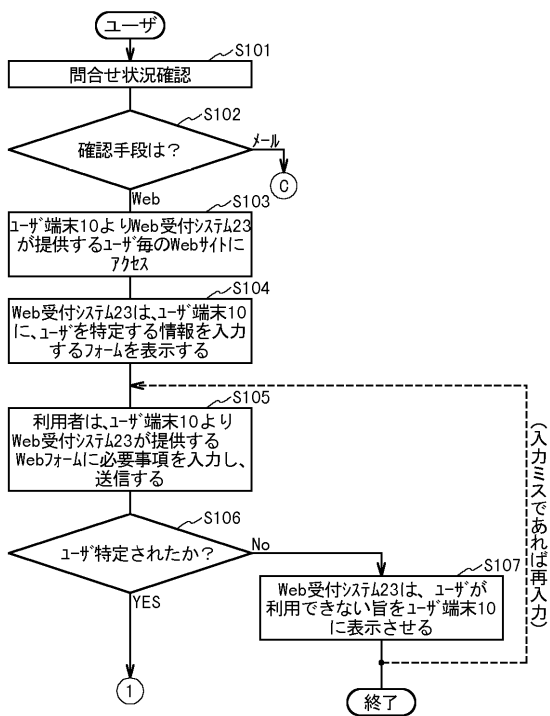 ユーザ
S101
問合せ状況確認
S102
確認手段は？
メール
C
Web
S103
ユーザ端末10よりWeb受付システム23
が提供するユーザ毎のWebサイトに
アクセス
S104
Web受付システム23は、ユーザ端末10
に、ユーザを特定する情報を入力
するフォームを表示する
S105
利用者は、ユーザ端末10より
Web受付システム23が提供する
Webフォームに必要事項を入力し、
送信する
（入力ミスであれば再入力）
S106
ユーザ特定されたか？
No
YES
S107
Web受付システム23は、ユーザが
利用できない旨をユーザ端末10
に表示させる
1
終了